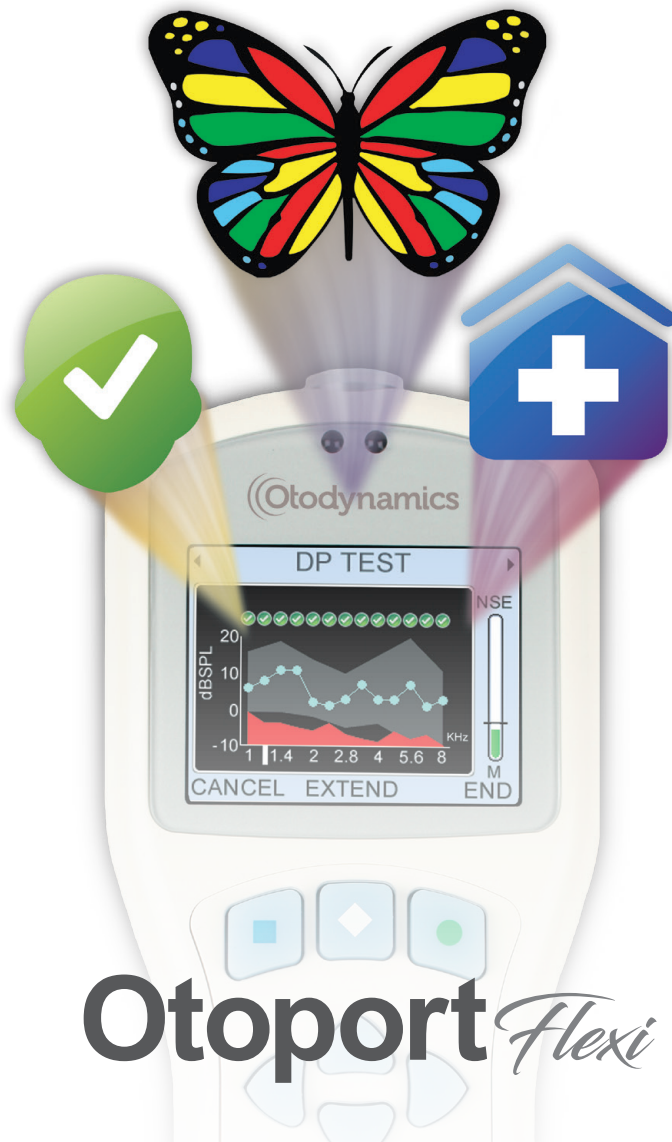 Otodynamics
DP TEST
NSE
dBSPL
20
10
0
-10
KHz
1 1.4 2 2.8 4 5.6 8
M
CANCEL EXTEND END
Otoport Flexi